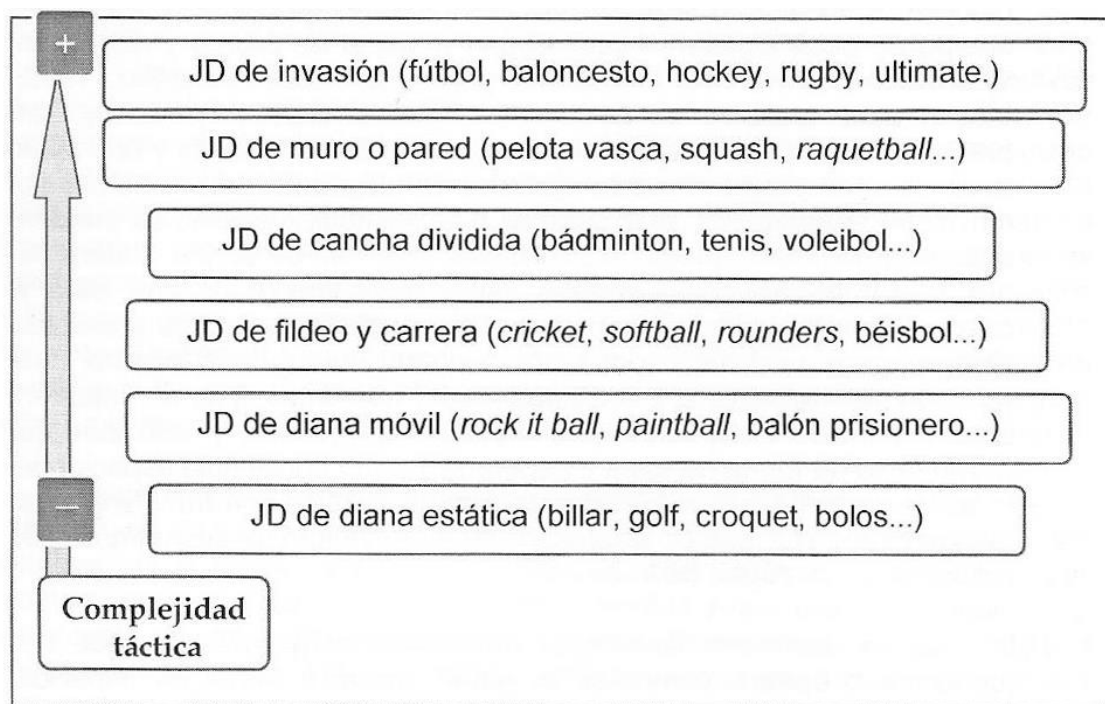 +
JD de invasión (fútbol, baloncesto, hockey, rugby, ultimate.)
JD de muro o pared (pelota vasca, squash, raquetball...)
JD de cancha dividida (bádminton, tenis, voleibol...)
JD de fildeo y carrera (cricket, softball, rounders, béisbol...)
JD de diana móvil (rock it ball, paintball, balón prisionero...)
−
JD de diana estática (billar, golf, croquet, bolos...)
Complejidad
táctica